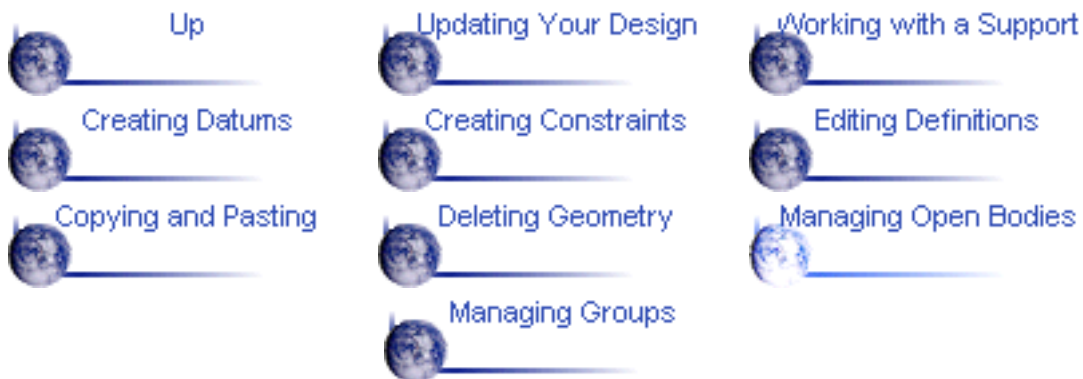 Up
Updating Your Design
Working with a Support
Creating Datums
Creating Constraints
Editing Definitions
Copying and Pasting
Deleting Geometry
Managing Open Bodies
Managing Groups